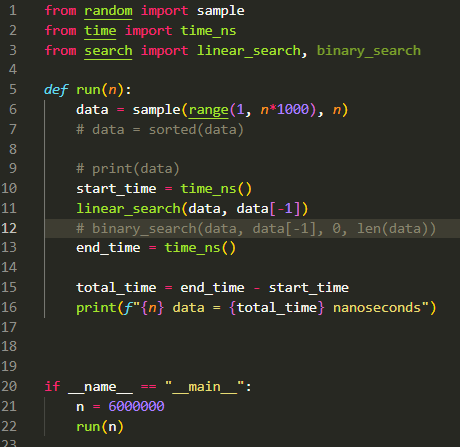 1 from random import sample
2 from time import time_ns
3 from search import linear_search, binary_search
4
5 def run(n):
6     data = sample(range(1, n*1000), n)
7     # data = sorted(data)
8
9     # print(data)
10     start_time = time_ns()
11     linear_search(data, data[-1])
12     # binary_search(data, data[-1], 0, len(data))
13     end_time = time_ns()
14
15     total_time = end_time - start_time
16     print(f"{n} data = {total_time} nanoseconds")
17
18
19
20 if __name__ == "__main__":
21     n = 6000000
22     run(n)
23